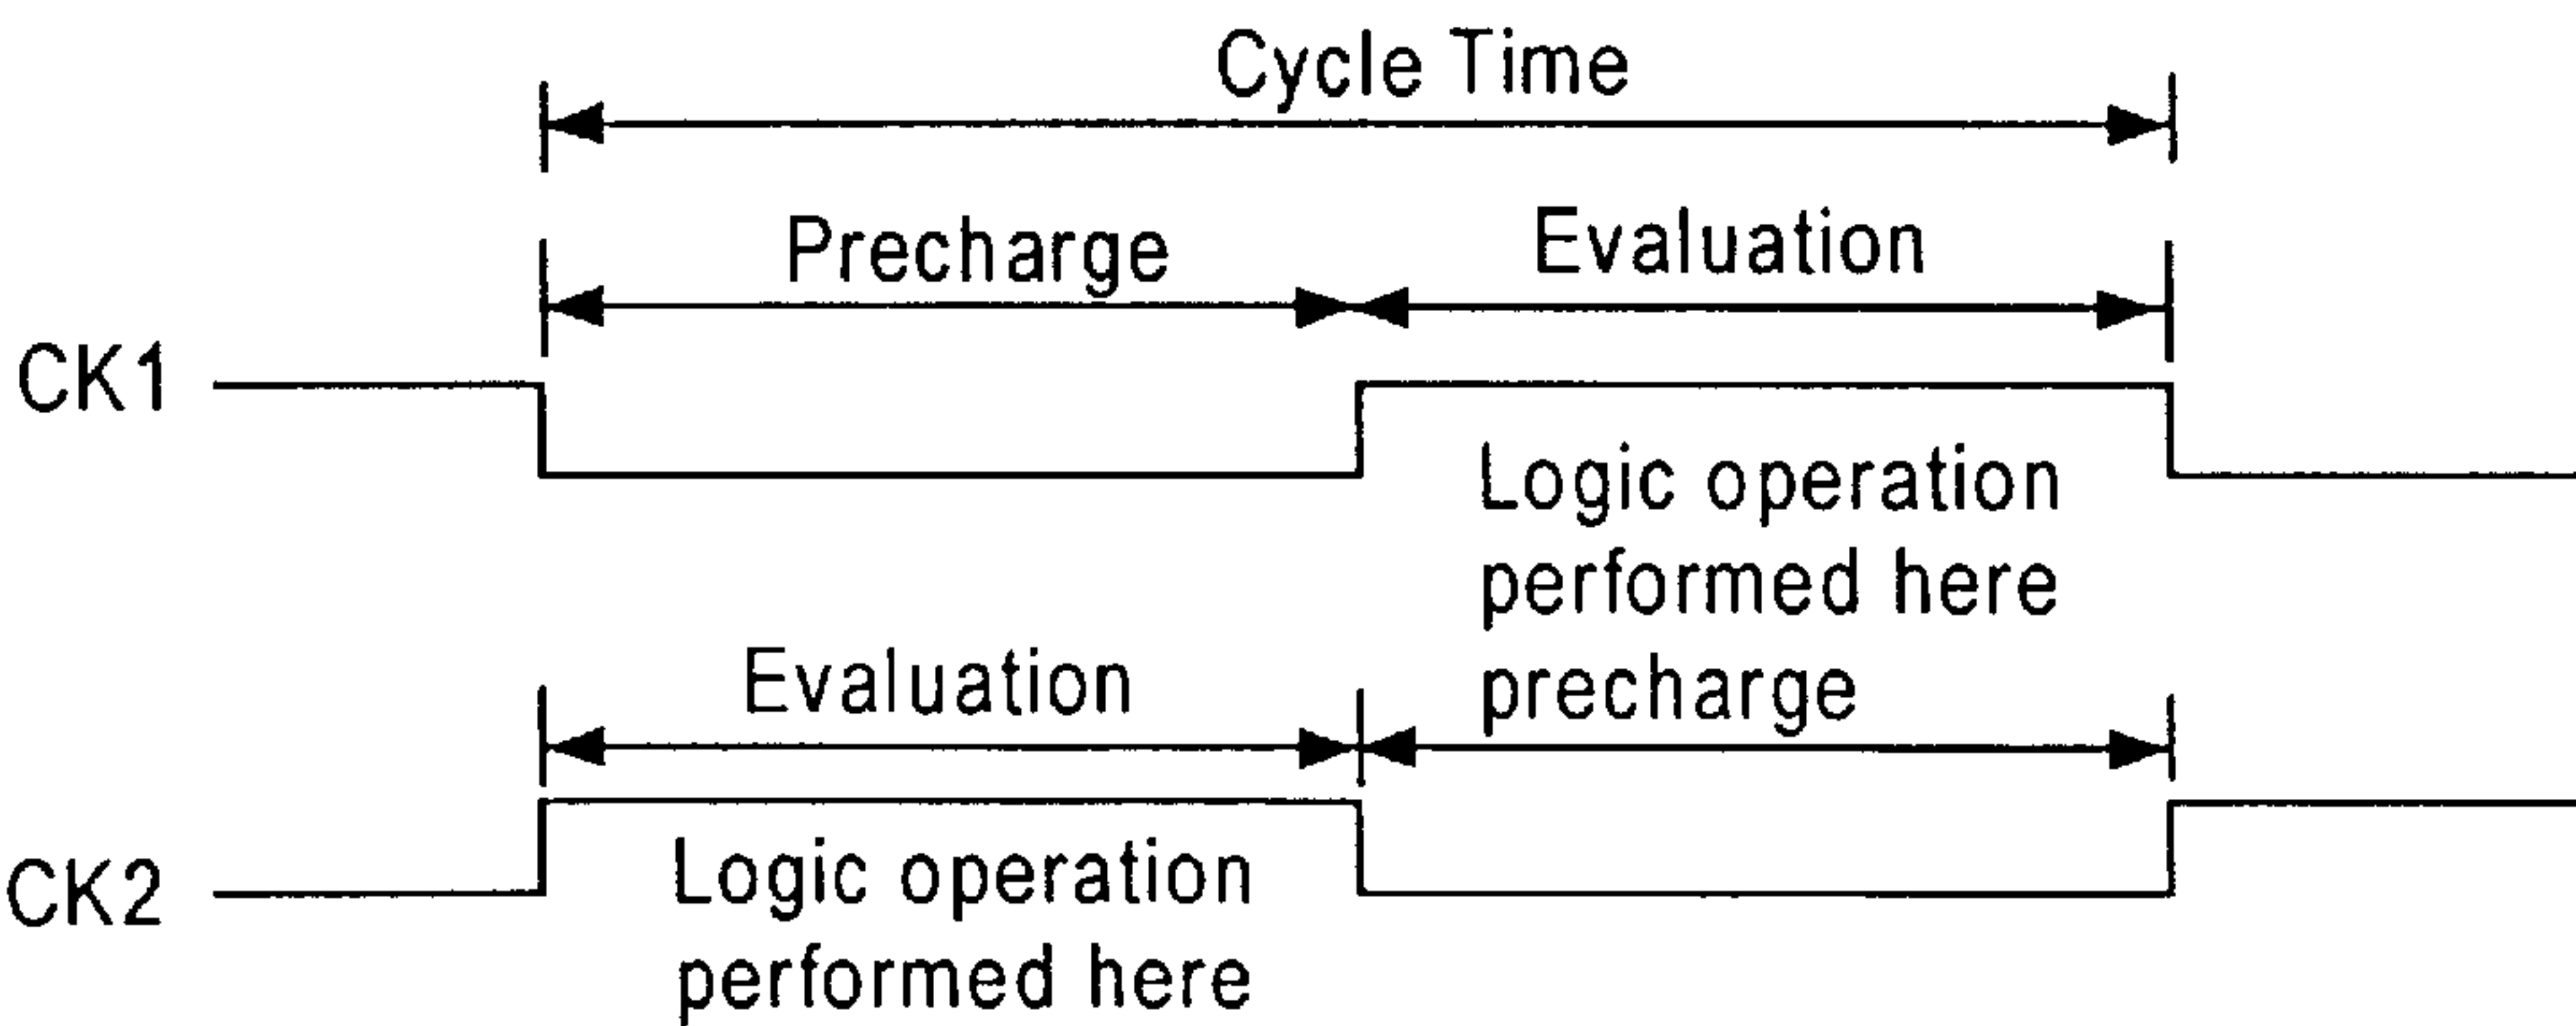 Cycle Time
Precharge
Evaluation
CK1
Logic operation
performed here
precharge
Evaluation
CK2
Logic operation
performed here